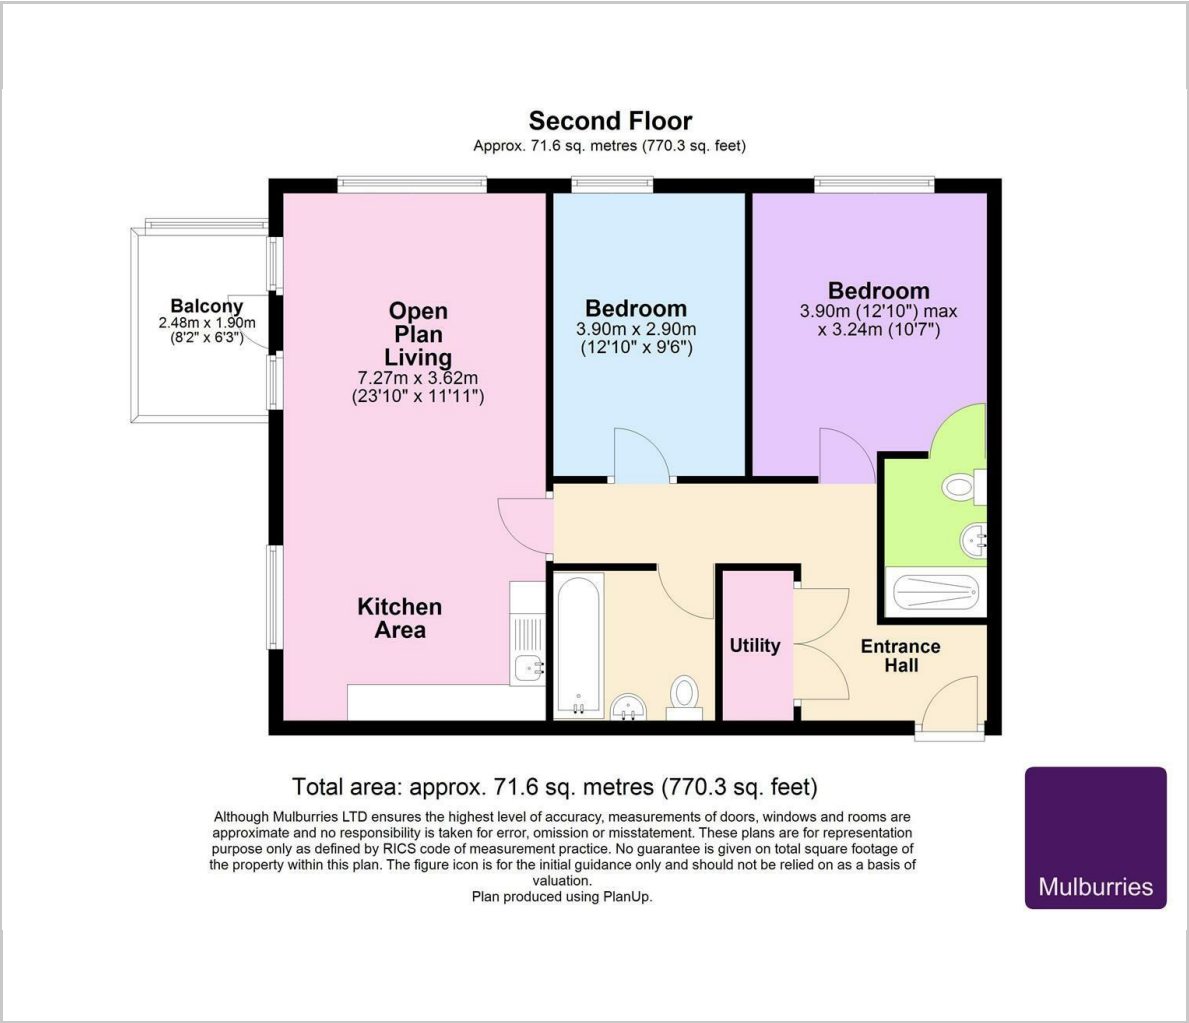 Second Floor
Approx. 71.6 sq. metres (770.3 sq. feet)
Balcony
2.48m x 1.90m
(8'2" x 6'3")
Open
Plan
Living
7.27m x 3.62m
(23'10" x 11'11")
Bedroom
3.90m x 2.90m
(12'10" x 9'6")
Bedroom
3.90m (12'10") max
x 3.24m (10'7")
Kitchen
Area
Utility
Entrance
Hall
Total area: approx. 71.6 sq. metres (770.3 sq. feet)
Although Mulburries LTD ensures the highest level of accuracy, measurements of doors, windows and rooms are
approximate and no responsibility is taken for error, omission or misstatement. These plans are for representation
purpose only as defined by RICS code of measurement practice. No guarantee is given on total square footage of
the property within this plan. The figure icon is for the initial guidance only and should not be relied on as a basis of
valuation.
Plan produced using PlanUp.
Mulburries